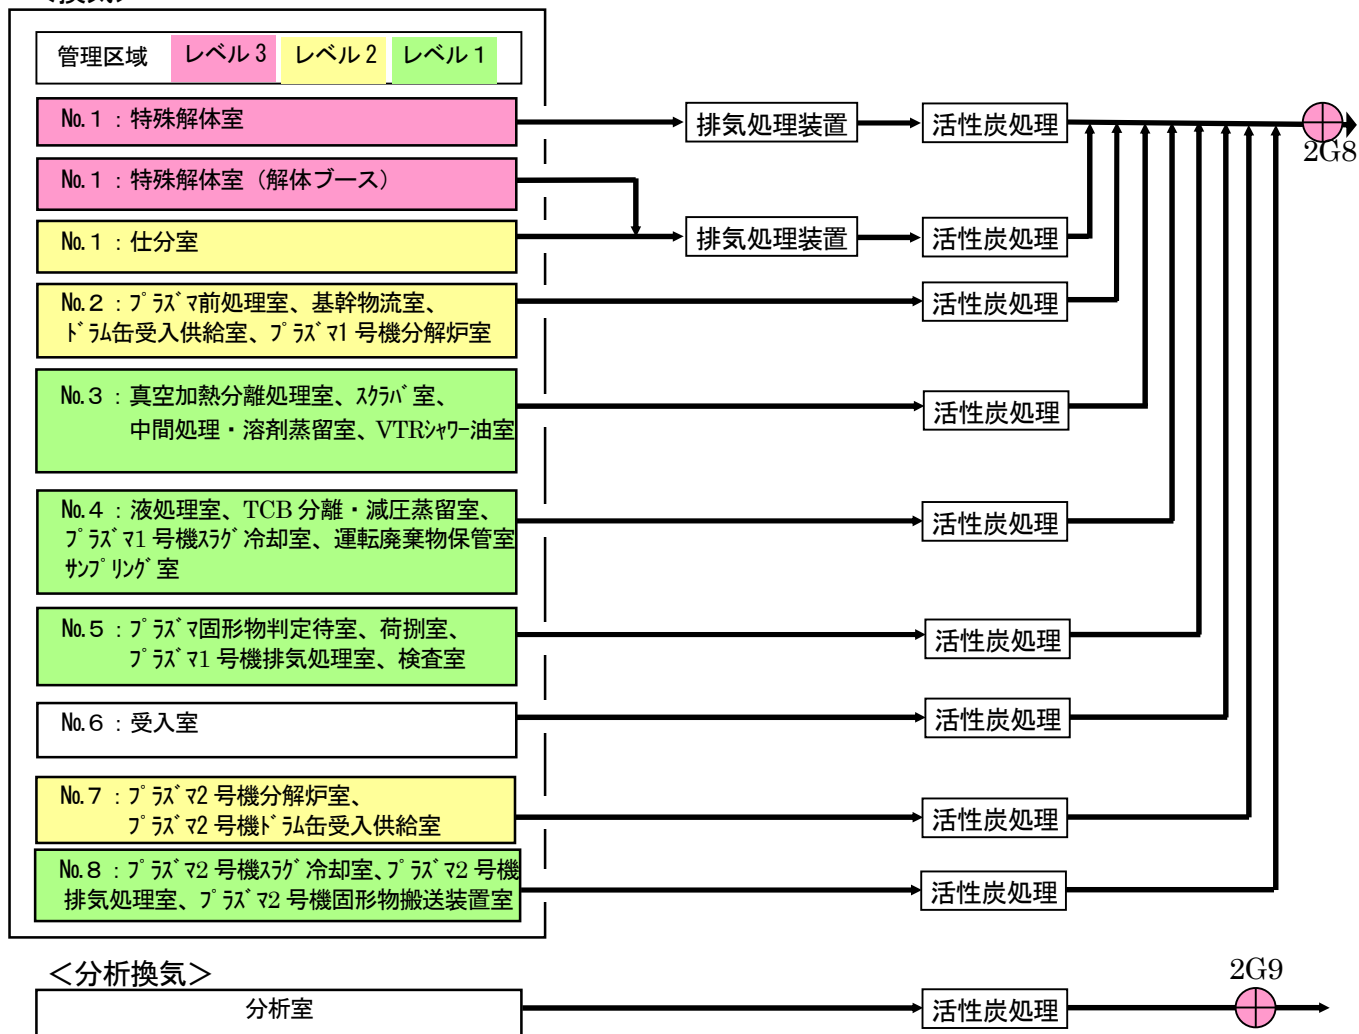 ＜換気＞
管理区域 レベル3 レベル2 レベル1
No.1：特殊解体室
排気処理装置
活性炭処理
2G8
No.1：特殊解体室（解体ブース）
No.1：仕分室
排気処理装置
活性炭処理
No.2：ﾌﾟﾗｽﾞﾏ前処理室、基幹物流室、
ﾄﾞﾗﾑ缶受入供給室、ﾌﾟﾗｽﾞﾏ1号機分解炉室
活性炭処理
No.3：真空加熱分離処理室、ｽｸﾗﾊﾞ室、
中間処理・溶剤蒸留室、VTRｼｬﾜｰ油室
活性炭処理
No.4：液処理室、TCB分離・減圧蒸留室、
ﾌﾟﾗｽﾞﾏ1号機ｽﾗｸﾞ冷却室、運転廃棄物保管室
ｻﾝﾌﾟﾘﾝｸﾞ室
活性炭処理
No.5：ﾌﾟﾗｽﾞﾏ固形物判定待室、荷捌室、
ﾌﾟﾗｽﾞﾏ1号機排気処理室、検査室
活性炭処理
No.6：受入室
活性炭処理
No.7：ﾌﾟﾗｽﾞﾏ2号機分解炉室、
ﾌﾟﾗｽﾞﾏ2号機ﾄﾞﾗﾑ缶受入供給室
活性炭処理
No.8：ﾌﾟﾗｽﾞﾏ2号機ｽﾗｸﾞ冷却室、ﾌﾟﾗｽﾞﾏ2号機
排気処理室、ﾌﾟﾗｽﾞﾏ2号機固形物搬送装置室
活性炭処理
＜分析換気＞
2G9
分析室
活性炭処理